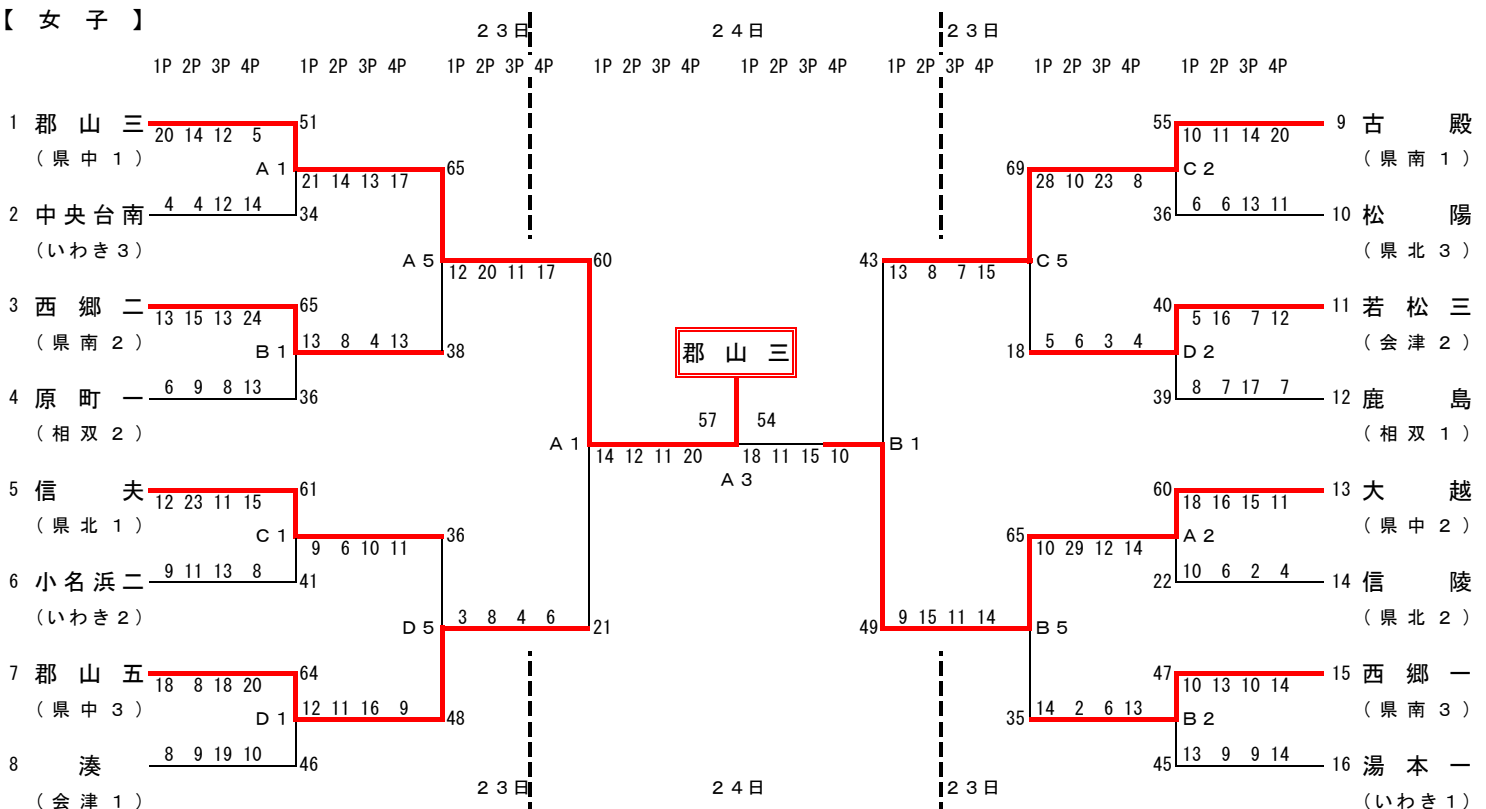 【 女 子 】
23日 24日 23日
1P 2P 3P 4P 1P 2P 3P 4P 1P 2P 3P 4P 1P 2P 3P 4P 1P 2P 3P 4P 1P 2P 3P 4P 1P 2P 3P 4P 1P 2P 3P 4P
1 郡山三 20 14 12 5 51 55 10 11 14 20 9 古殿
(県中1) A1 C2 (県南1)
21 14 13 17 65 69 28 10 23 8
2 中央台南 4 4 12 14 34 36 6 6 13 11 10 松陽
(いわき3) (県北3)
A5 12 20 11 17 60 43 13 8 7 15 C5
3 西郷二 13 15 13 24 65 40 5 16 7 12 11 若松三
(県南2) (会津2)
B1 13 8 4 13 38 18 5 6 3 4 D2
郡山三
4 原町一 6 9 8 13 36 39 8 7 17 7 12 鹿島
(相双2) (相双1)
57 54
A1 14 12 11 20 18 11 15 10 B1
A3
5 信夫 12 23 11 15 61 60 18 16 15 11 13 大越
(県北1) (県中2)
C1 9 6 10 11 36 65 10 29 12 14 A2
6 小名浜二 9 11 13 8 41 22 10 6 2 4 14 信陵
(いわき2) (県北2)
D5 3 8 4 6 21 49 9 15 11 14 B5
7 郡山五 18 8 18 20 64 47 10 13 10 14 15 西郷一
(県中3) (県南3)
D1 12 11 16 9 48 35 14 2 6 13 B2
8 湊 8 9 19 10 46 45 13 9 9 14 16 湯本一
(会津1) (いわき1)
23日 24日 23日